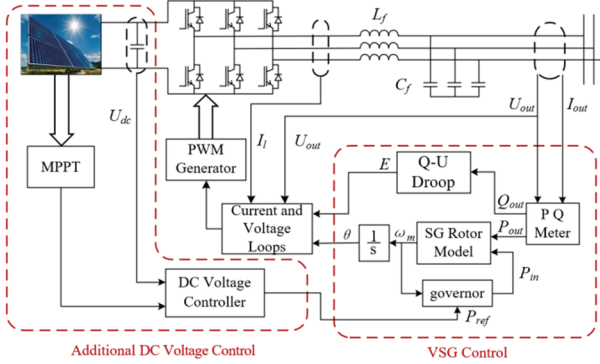 L_f
C_f
U_dc
U_out
I_out
I_l
U_out
MPPT
PWM
Generator
E
Q-U
Droop
Q_out
P Q
Meter
P_out
Current and
Voltage
Loops
θ
1
s
ω_m
SG Rotor
Model
P_in
governor
P_ref
DC Voltage
Controller
Additional DC Voltage Control
VSG Control